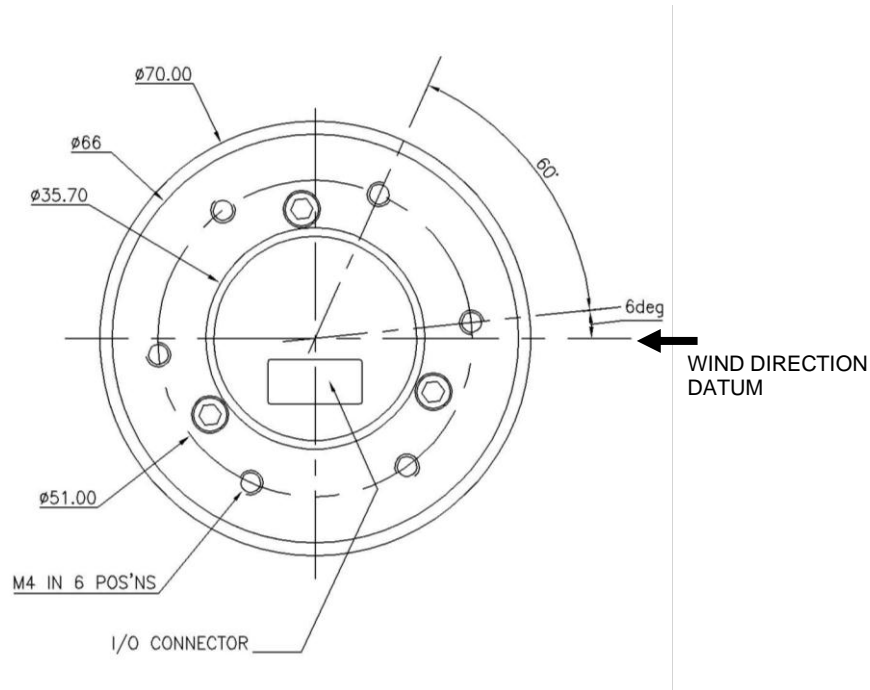 ø70.00
ø66
60°
ø35.70
6deg
WIND DIRECTION
DATUM
ø51.00
M4 IN 6 POS'NS
I/O CONNECTOR